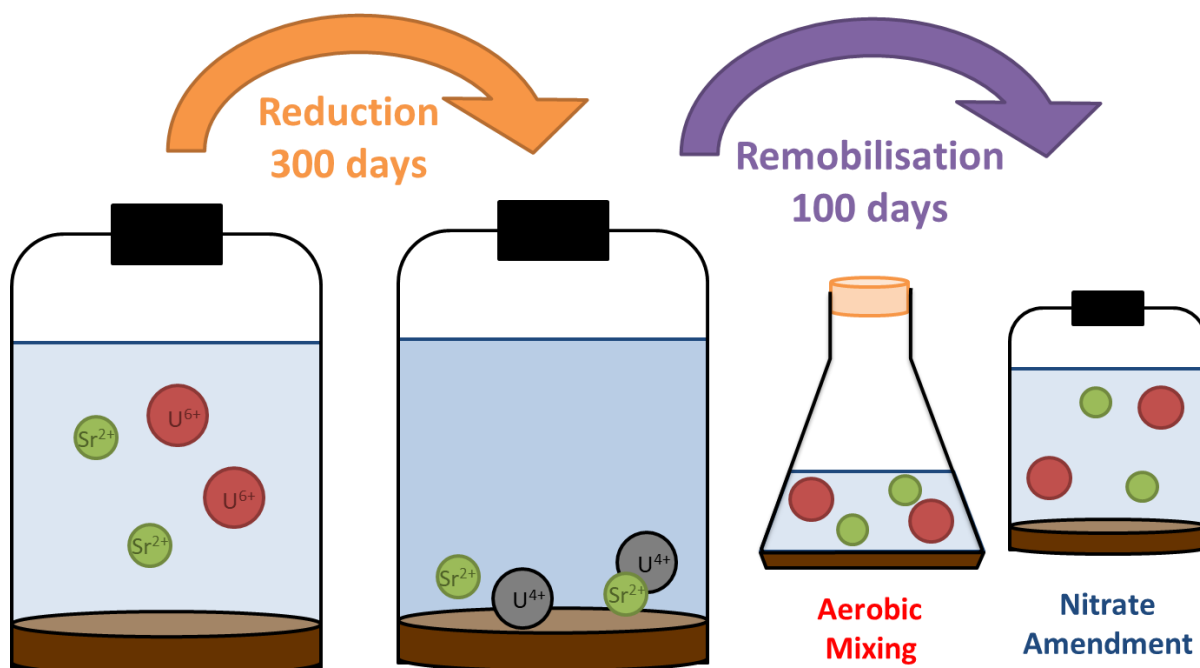 Reduction
300 days
Remobilisation
100 days
U⁶⁺
Sr²⁺
U⁶⁺
Sr²⁺
Sr²⁺
U⁴⁺
U⁴⁺
Sr²⁺
Aerobic
Mixing
Nitrate
Amendment